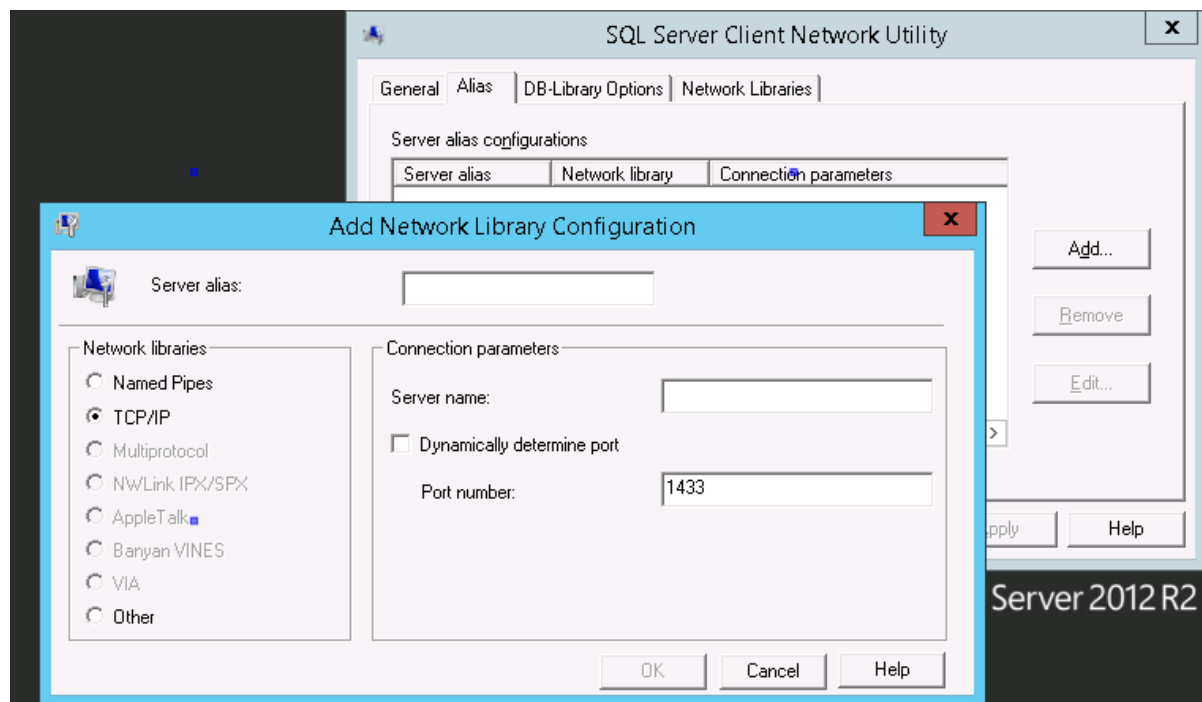 SQL Server Client Network Utility
x
General Alias DB-Library Options Network Libraries
Server alias configurations
Server alias Network library Connection parameters
Add...
Remove
Edit...
Help
Add Network Library Configuration
x
Server alias:
Network libraries
Named Pipes
TCP/IP
Multiprotocol
NWLink IPX/SPX
AppleTalk
Banyan VINES
VIA
Other
Connection parameters
Server name:
Dynamically determine port
Port number:
1433
OK Cancel Help
Server 2012 R2